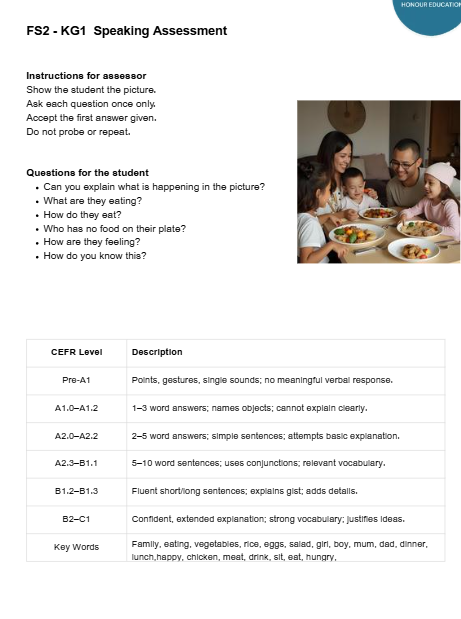 HONOUR EDUCATION
FS2 - KG1 Speaking Assessment
Instructions for assessor
Show the student the picture.
Ask each question once only.
Accept the first answer given.
Do not probe or repeat.
Questions for the student
• Can you explain what is happening in the picture?
• What are they eating?
• How do they eat?
• Who has no food on their plate?
• How are they feeling?
• How do you know this?
CEFR Level Description
Pre-A1 Points, gestures, single sounds; no meaningful verbal response.
A1.0–A1.2 1–3 word answers; names objects; cannot explain clearly.
A2.0–A2.2 2–5 word answers; simple sentences; attempts basic explanation.
A2.3–B1.1 5–10 word sentences; uses conjunctions; relevant vocabulary.
B1.2–B1.3 Fluent short/long sentences; explains gist; adds details.
B2–C1 Confident, extended explanation; strong vocabulary; justifies ideas.
Key Words Family, eating, vegetables, rice, eggs, salad, girl, boy, mum, dad, dinner,
lunch,happy, chicken, meat, drink, sit, eat, hungry,